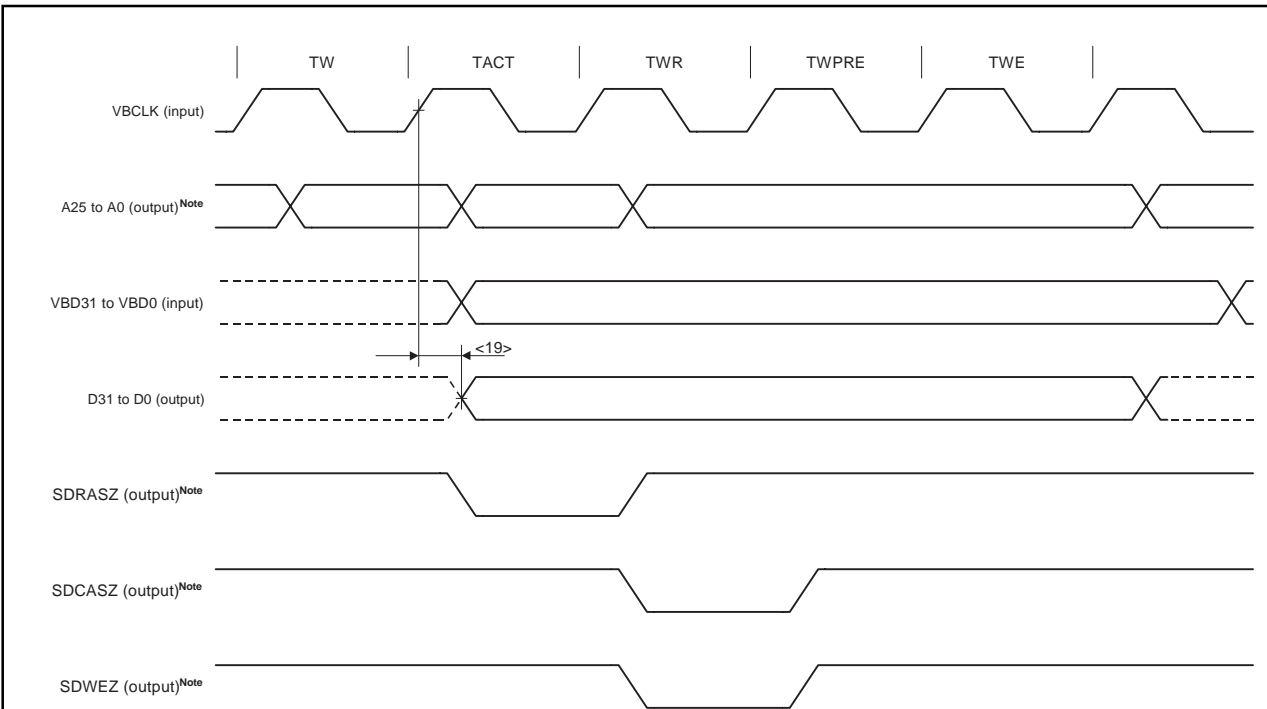 TW TACT TWR TWPRE TWE
VBCLK (input)
A25 to A0 (output)Note
VBD31 to VBD0 (input)
<19>
D31 to D0 (output)
SDRASZ (output)Note
SDCASZ (output)Note
SDWEZ (output)Note